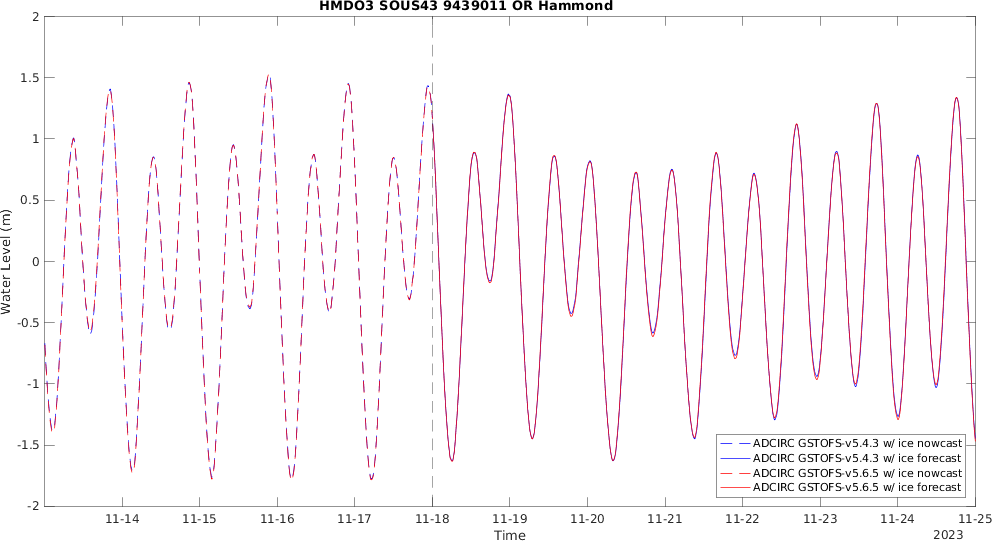 HMDO3 SOUS43 9439011 OR Hammond
Water Level (m)
2
1.5
1
0.5
0
-0.5
-1
-1.5
-2
ADCIRC GSTOFS-v5.4.3 w/ ice nowcast
ADCIRC GSTOFS-v5.4.3 w/ ice forecast
ADCIRC GSTOFS-v5.6.5 w/ ice nowcast
ADCIRC GSTOFS-v5.6.5 w/ ice forecast
11-14 11-15 11-16 11-17 11-18 11-19 11-20 11-21 11-22 11-23 11-24 11-25
Time
2023